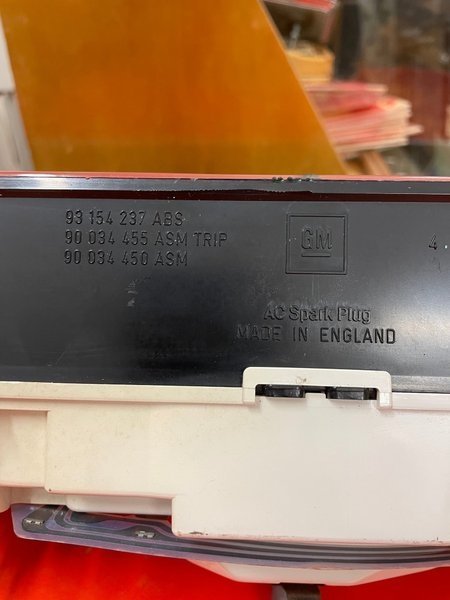 93 154 237 ABS
90 034 455 ASM TRIP
90 034 450 ASM
GM
4
AC Spark Plug
MADE IN ENGLAND